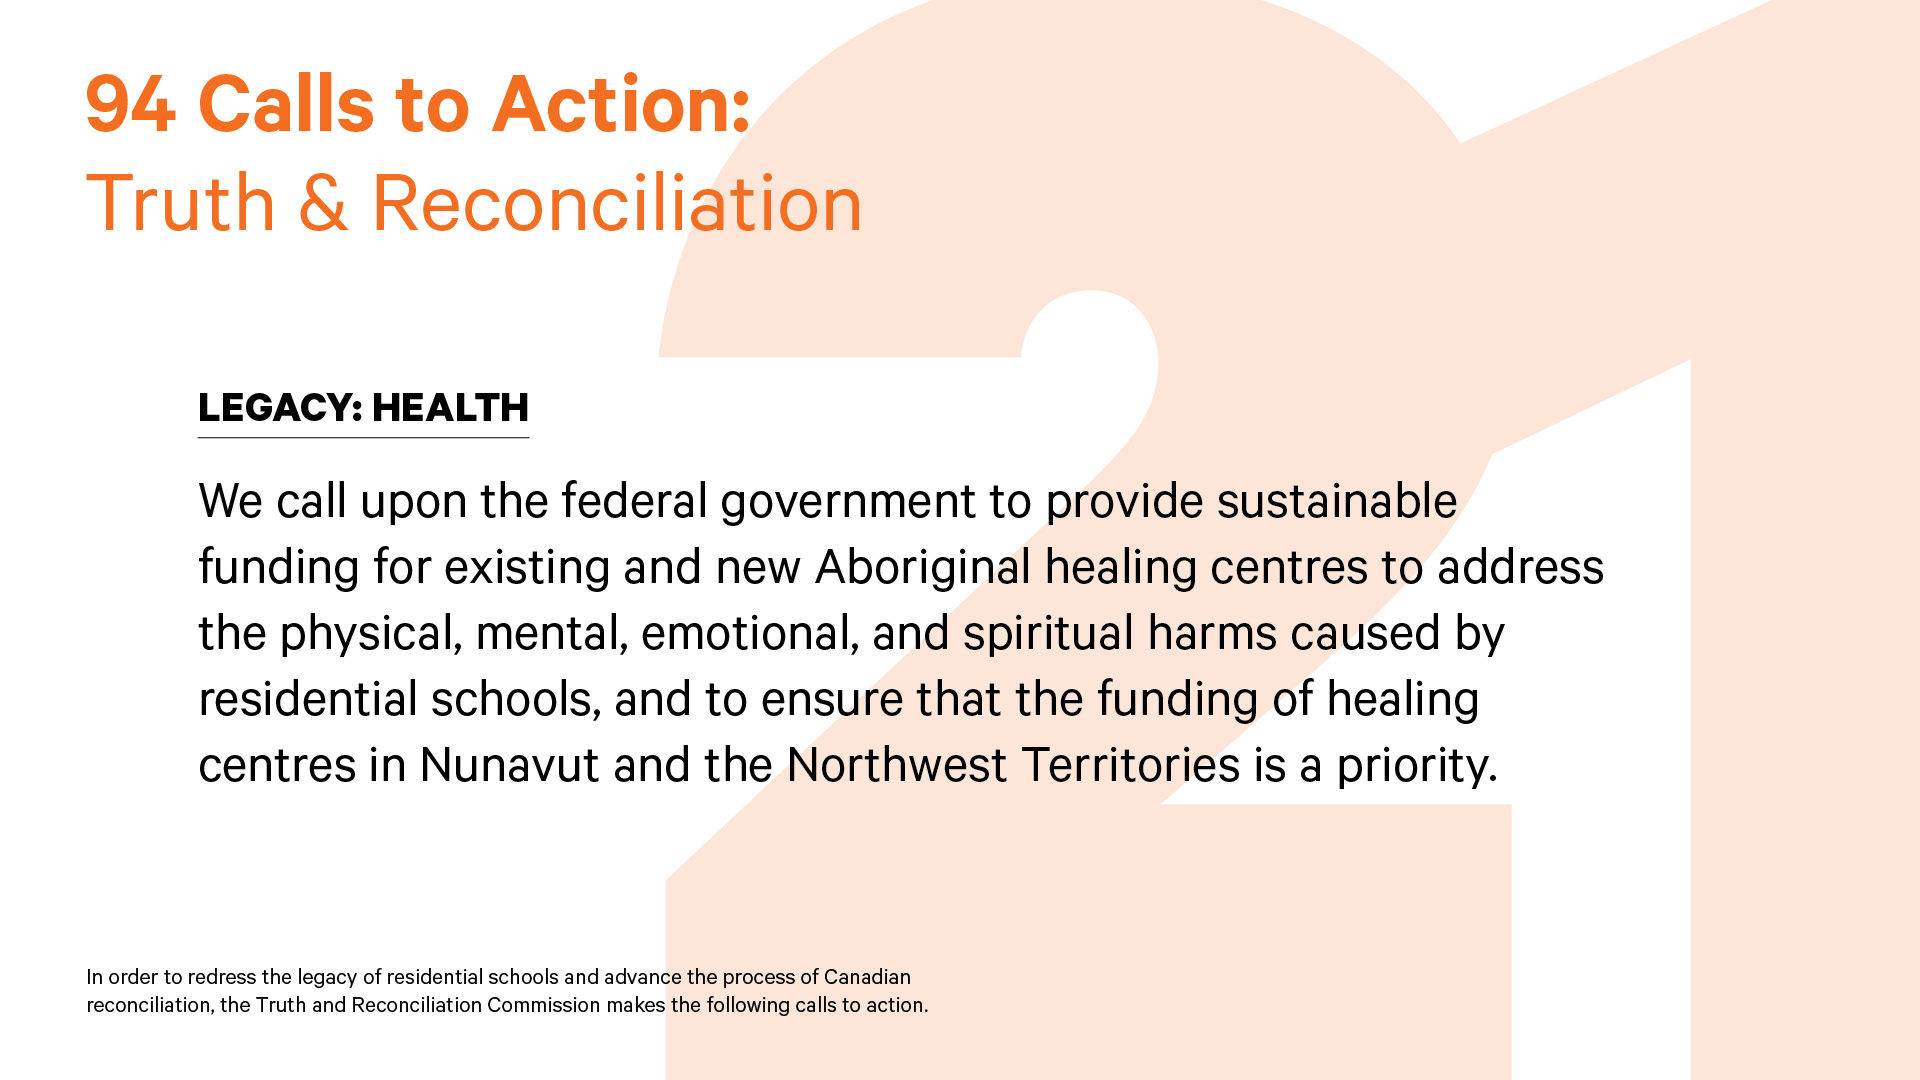 94 Calls to Action:
Truth & Reconciliation
21
LEGACY: HEALTH
We call upon the federal government to provide sustainable
funding for existing and new Aboriginal healing centres to address
the physical, mental, emotional, and spiritual harms caused by
residential schools, and to ensure that the funding of healing
centres in Nunavut and the Northwest Territories is a priority.
In order to redress the legacy of residential schools and advance the process of Canadian
reconciliation, the Truth and Reconciliation Commission makes the following calls to action.